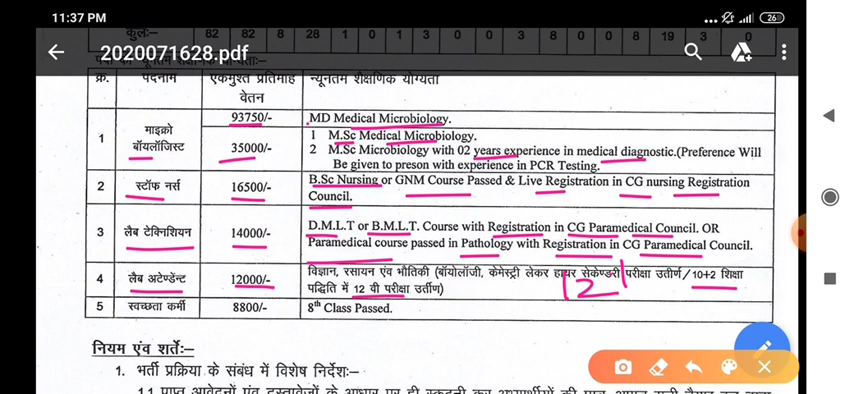 11:37 PM 26
कुलः- 82 82 8 28 1 0 1 3 0 0 3 8 0 0 8 19 3 0
2020071628.pdf
क्र. पदनाम एकमुश्त प्रतिमाह वेतन न्यूनतम शैक्षणिक योग्यता
1 माइक्रो बॉयलॉजिस्ट 93750/- MD Medical Microbiology.
35000/- 1 M.Sc Medical Microbiology.
2 M.Sc Microbiology with 02 years experience in medical diagnostic.(Preference Will
Be given to preson with experience in PCR Testing.
2 स्टॉफ नर्स 16500/- B.Sc Nursing or GNM Course Passed & Live Registration in CG nursing Registration
Council.
3 लैब टेक्निशियन 14000/- D.M.L.T or B.M.L.T. Course with Registration in CG Paramedical Council. OR
Paramedical course passed in Pathology with Registration in CG Paramedical Council.
4 लैब अटेण्डेंट 12000/- विज्ञान, रसायन एंव भौतिकी (बॉयोलॉजी, केमेस्ट्री लेकर हायर सेकेण्डरी परीक्षा उतीर्ण/10+2 शिक्षा
पद्धिति में 12 वी परीक्षा उर्तीण)
12
5 स्वच्छता कर्मी 8800/- 8th Class Passed.
नियम एंव शर्तेः-
1. भर्ती प्रक्रिया के संबंध में विशेष निर्देशः-